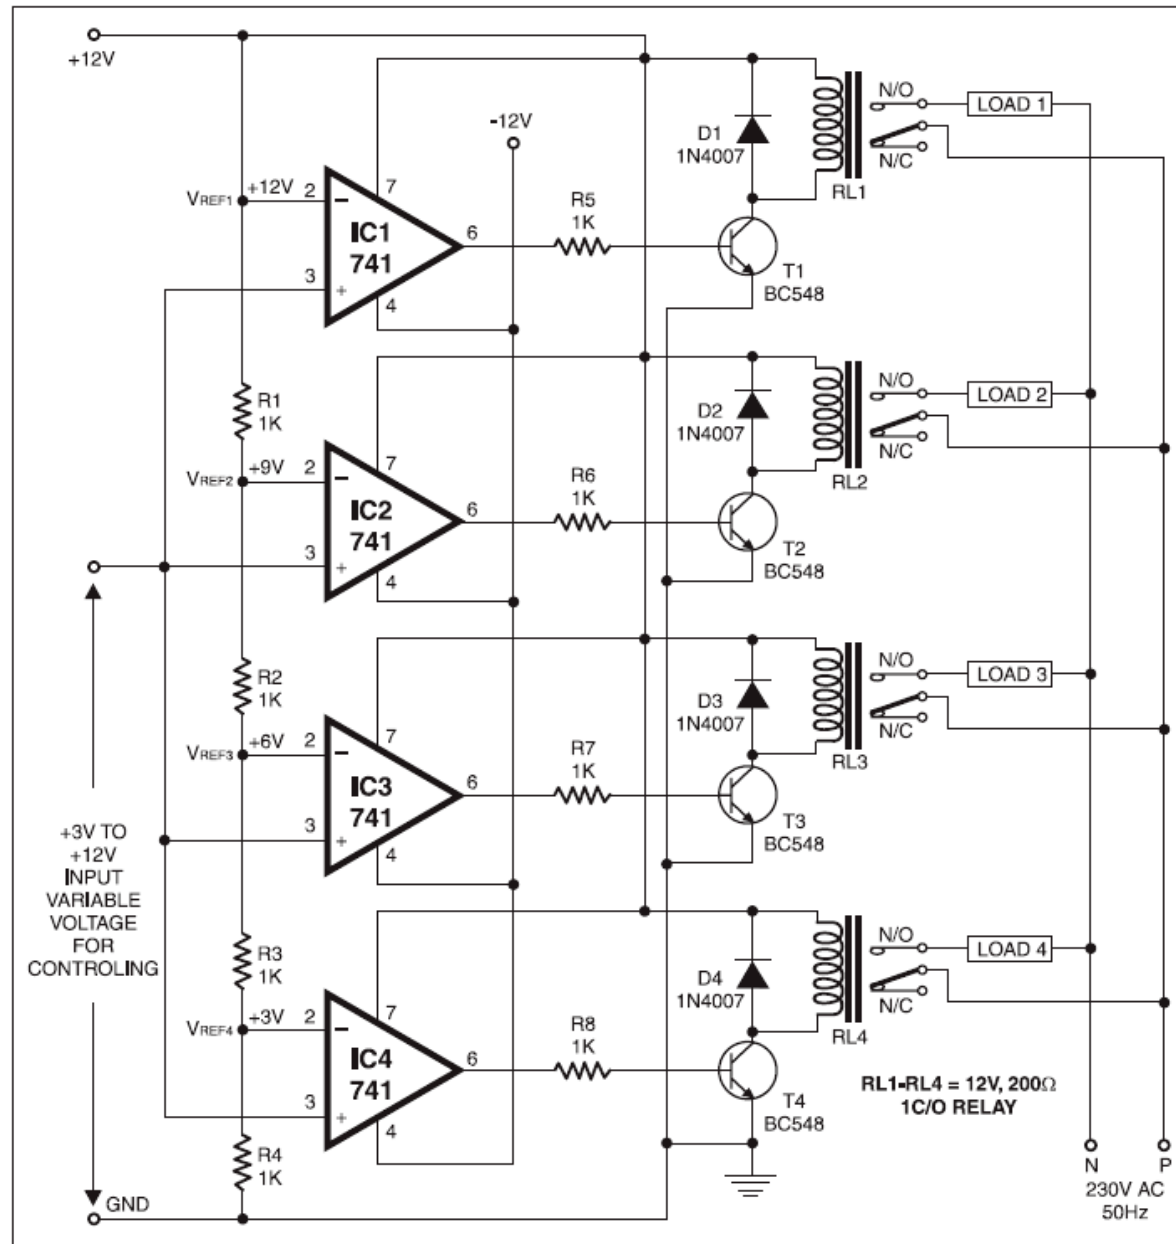 +12V
-12V
VREF1
+12V
2
7
IC1
741
6
3
+
4
R5
1K
D1
1N4007
T1
BC548
RL1
N/O
N/C
LOAD 1
R1
1K
VREF2
+9V
2
7
IC2
741
6
3
+
4
R6
1K
D2
1N4007
T2
BC548
RL2
N/O
N/C
LOAD 2
R2
1K
VREF3
+6V
2
7
IC3
741
6
3
+
4
R7
1K
D3
1N4007
T3
BC548
RL3
N/O
N/C
LOAD 3
+3V TO
+12V
INPUT
VARIABLE
VOLTAGE
FOR
CONTROLING
R3
1K
VREF4
+3V
2
7
IC4
741
6
3
+
4
R8
1K
D4
1N4007
T4
BC548
RL4
N/O
N/C
LOAD 4
R4
1K
GND
RL1-RL4 = 12V, 200Ω
1C/O RELAY
N
P
230V AC
50Hz